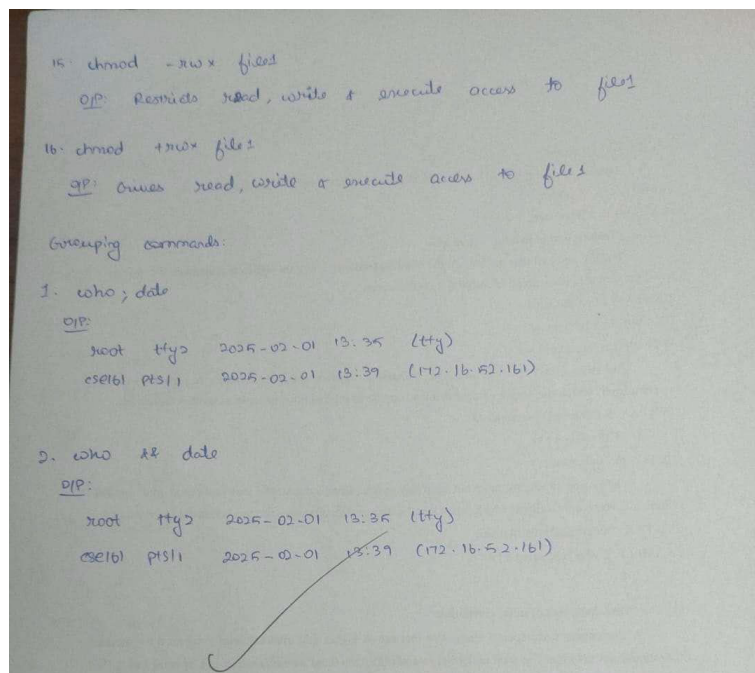 15. chmod -rwx file1
O/P: Restricts read, write & execute access to file1
16. chmod +rwx file1
O/P: Gives read, write & execute access to file1
Grouping commands:
1. who ; date
O/P:
root tty2 2025-02-01 13:35 (tty)
cse161 pts/1 2025-02-01 13:39 (172.16.52.161)
2. who && date
O/P:
root tty2 2025-02-01 13:35 (tty)
cse161 pts/1 2025-02-01 13:39 (172.16.52.161)